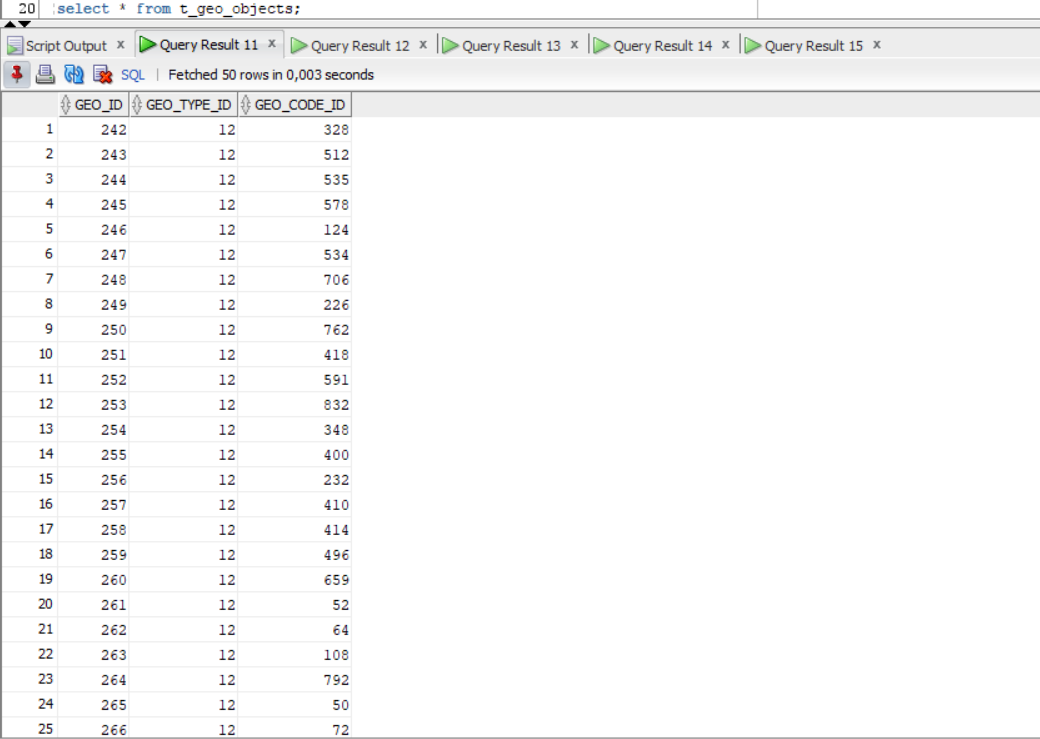 20 select * from t_geo_objects;
Script Output x Query Result 11 x Query Result 12 x Query Result 13 x Query Result 14 x Query Result 15 x
SQL | Fetched 50 rows in 0,003 seconds
GEO_ID GEO_TYPE_ID GEO_CODE_ID
1 242 12 328
2 243 12 512
3 244 12 535
4 245 12 578
5 246 12 124
6 247 12 534
7 248 12 706
8 249 12 226
9 250 12 762
10 251 12 418
11 252 12 591
12 253 12 832
13 254 12 348
14 255 12 400
15 256 12 232
16 257 12 410
17 258 12 414
18 259 12 496
19 260 12 659
20 261 12 52
21 262 12 64
22 263 12 108
23 264 12 792
24 265 12 50
25 266 12 72